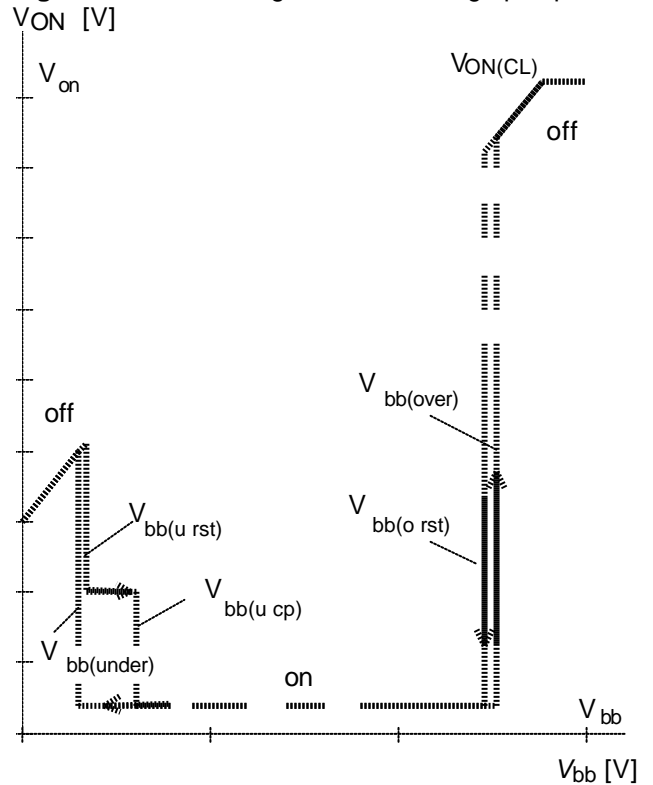 VON [V]
Von
VON(CL)
off
Vbb(over)
off
Vbb(o rst)
Vbb(u rst)
Vbb(u cp)
Vbb(under)
on
Vbb
Vbb [V]